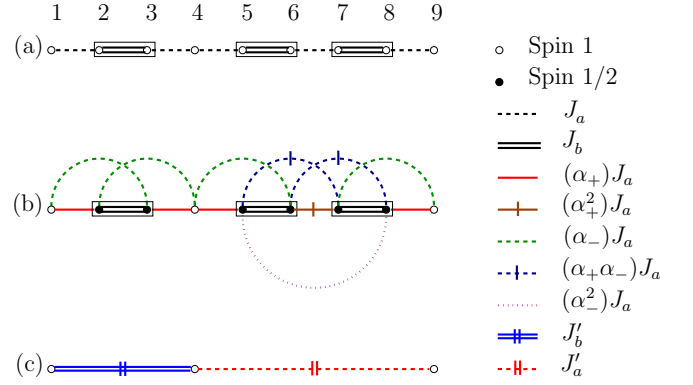 1 2 3 4 5 6 7 8 9
(a)
(b)
(c)
Spin 1
Spin 1/2
J_a
J_b
(α_+)J_a
(α_+^2)J_a
(α_−)J_a
(α_+α_−)J_a
(α_−^2)J_a
J′_b
J′_a